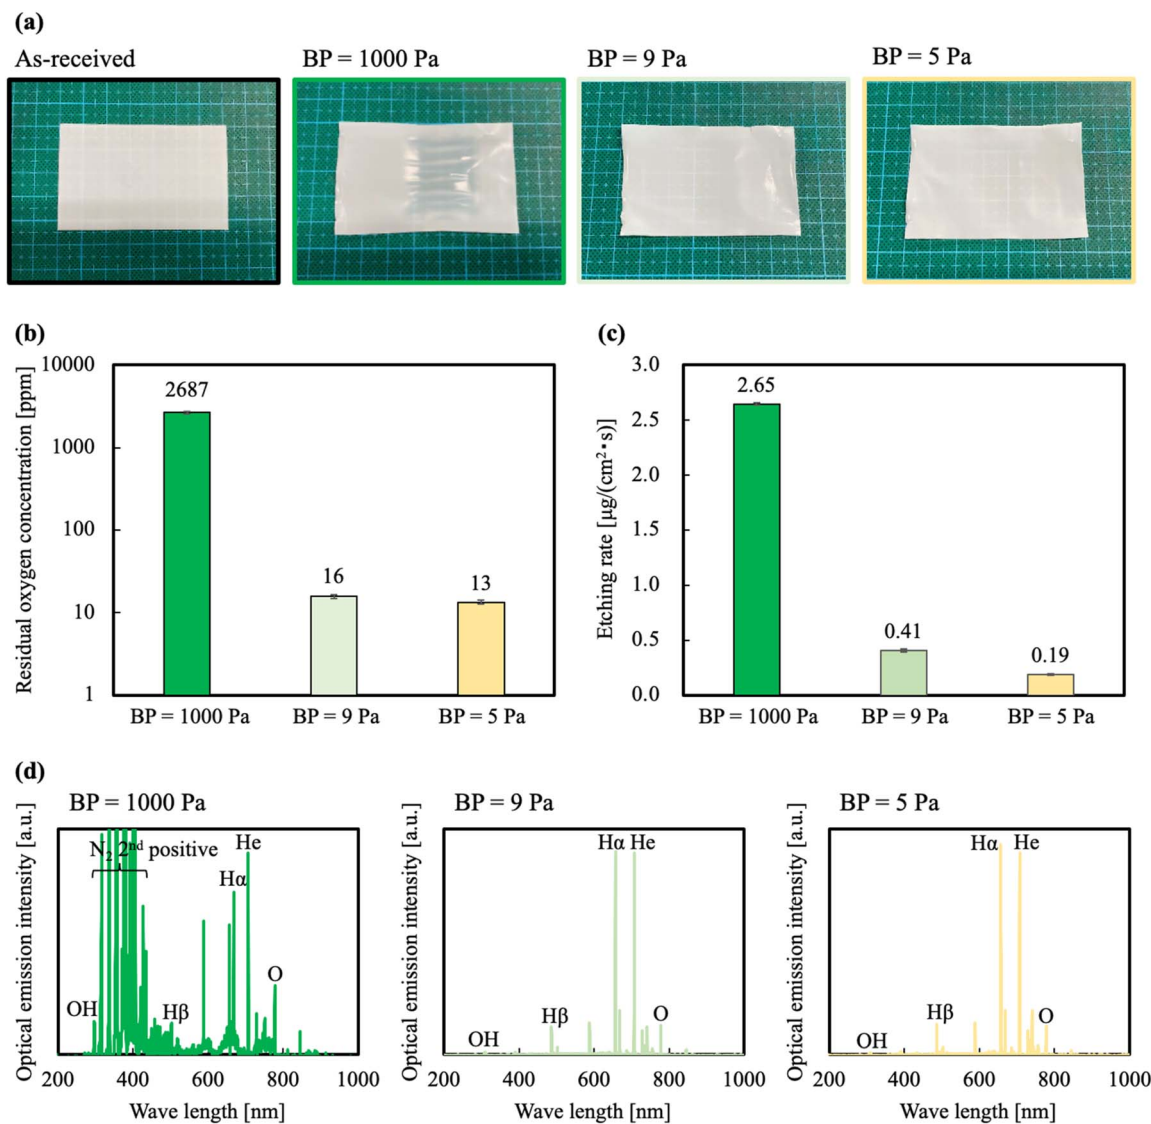 (a)
As-received
BP = 1000 Pa
BP = 9 Pa
BP = 5 Pa
(b)
Residual oxygen concentration [ppm]
10000
1000
100
10
1
2687
16
13
BP = 1000 Pa
BP = 9 Pa
BP = 5 Pa
(c)
Etching rate [µg/(cm²・s)]
3.0
2.5
2.0
1.5
1.0
0.5
0.0
2.65
0.41
0.19
BP = 1000 Pa
BP = 9 Pa
BP = 5 Pa
(d)
BP = 1000 Pa
Optical emission intensity [a.u.]
N₂ 2ⁿᵈ positive
He
Hα
O
OH
Hβ
200 400 600 800 1000
Wave length [nm]
BP = 9 Pa
Optical emission intensity [a.u.]
Hα He
Hβ
O
OH
200 400 600 800 1000
Wave length [nm]
BP = 5 Pa
Optical emission intensity [a.u.]
Hα He
Hβ
O
OH
200 400 600 800 1000
Wave length [nm]